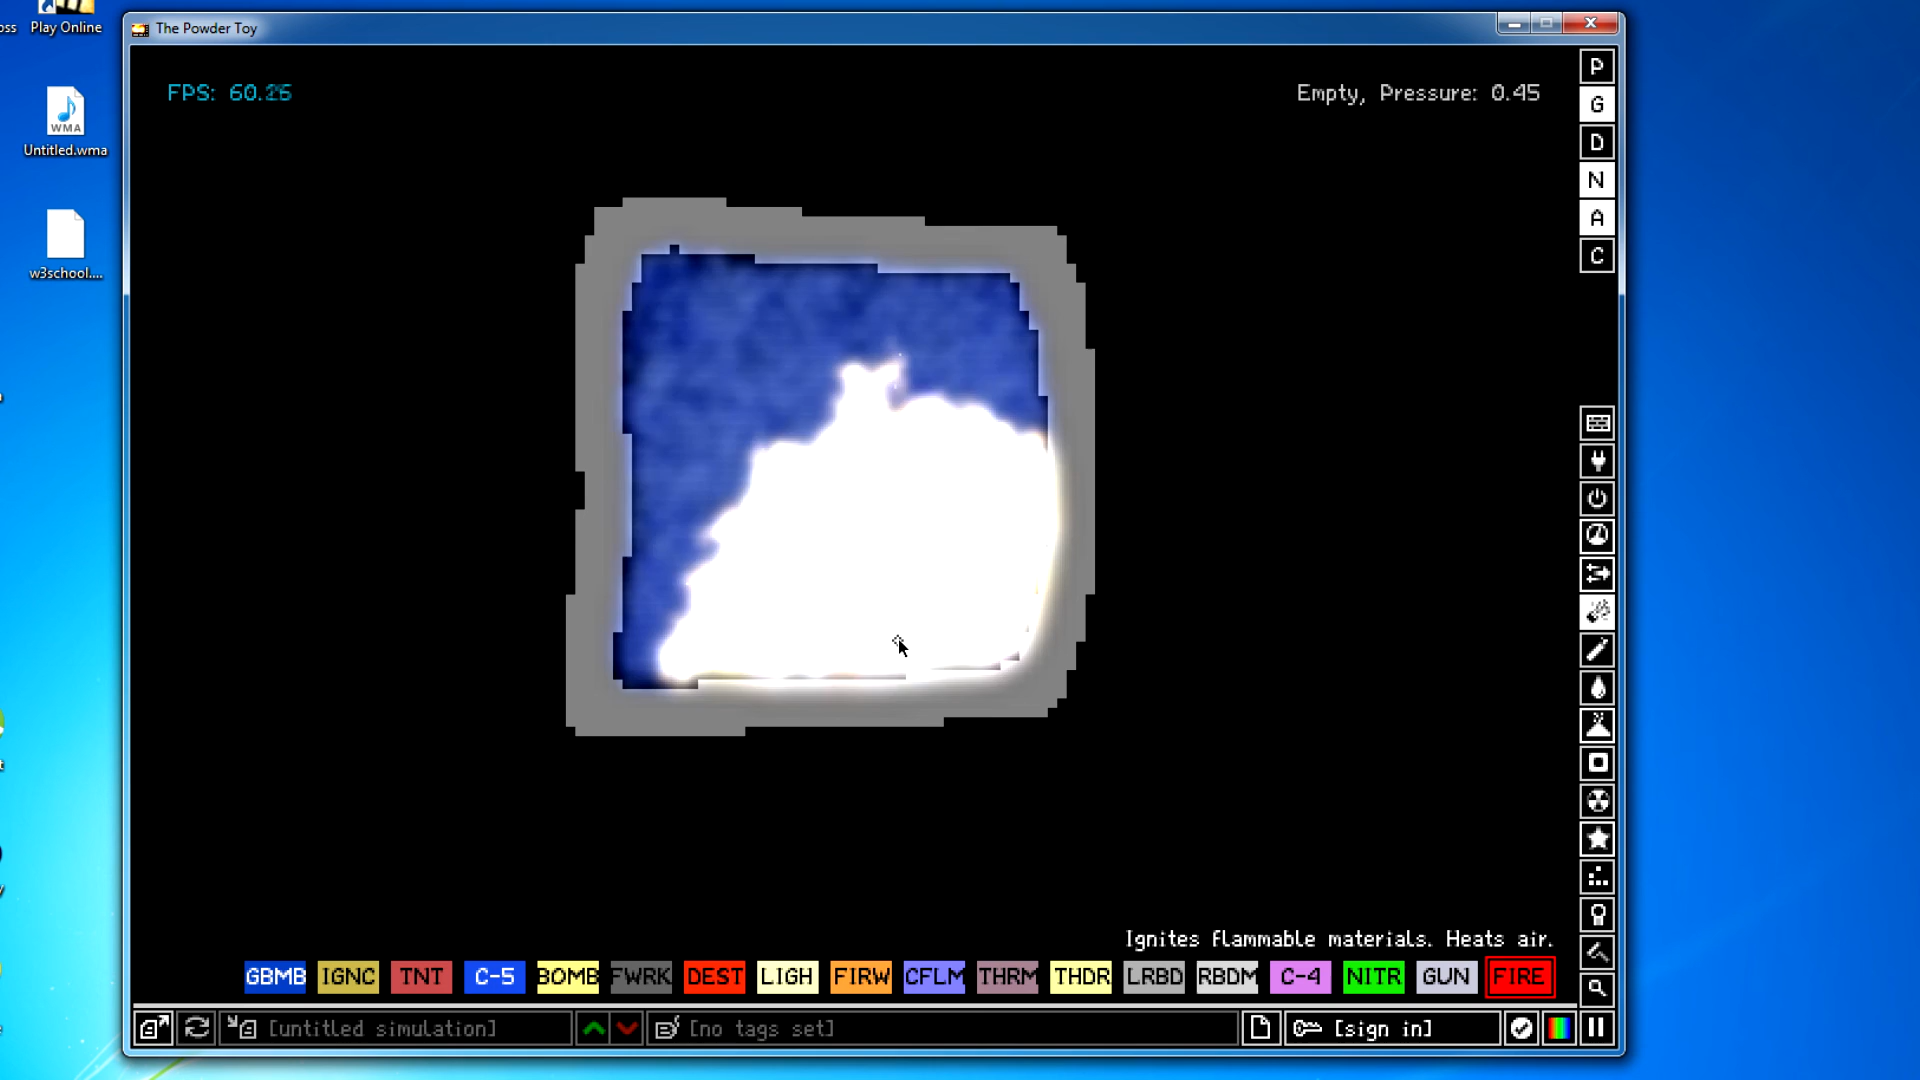 oss Play Online
The Powder Toy
FPS: 60.
Empty, Pressure: 0.45
P
G
D
N
A
C
WMA
Untitled.wma
w3school....
Ignites flammable materials. Heats air.
GBMB IGNC TNT C-5 BOMB FWRK DEST LIGH FIRW CFLM THRM THDR LRBD RBDM C-4 NITR GUN FIRE
[untitled simulation] [no tags set] [sign in]